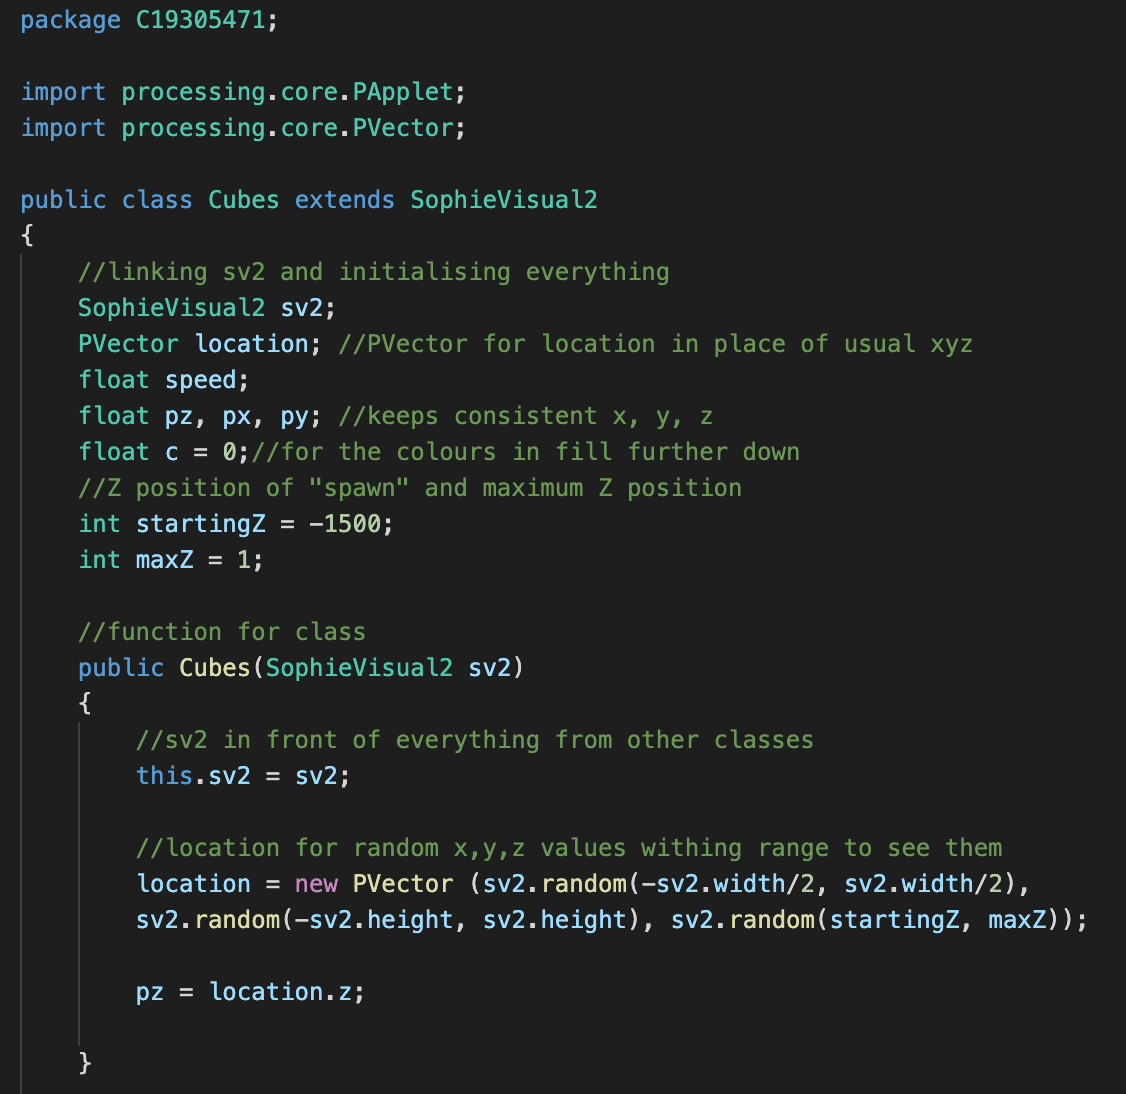 package C19305471;
import processing.core.PApplet;
import processing.core.PVector;
public class Cubes extends SophieVisual2
{
//linking sv2 and initialising everything
SophieVisual2 sv2;
PVector location; //PVector for location in place of usual xyz
float speed;
float pz, px, py; //keeps consistent x, y, z
float c = 0;//for the colours in fill further down
//Z position of "spawn" and maximum Z position
int startingZ = -1500;
int maxZ = 1;
//function for class
public Cubes(SophieVisual2 sv2)
{
//sv2 in front of everything from other classes
this.sv2 = sv2;
//location for random x,y,z values withing range to see them
location = new PVector (sv2.random(-sv2.width/2, sv2.width/2),
sv2.random(-sv2.height, sv2.height), sv2.random(startingZ, maxZ));
pz = location.z;
}